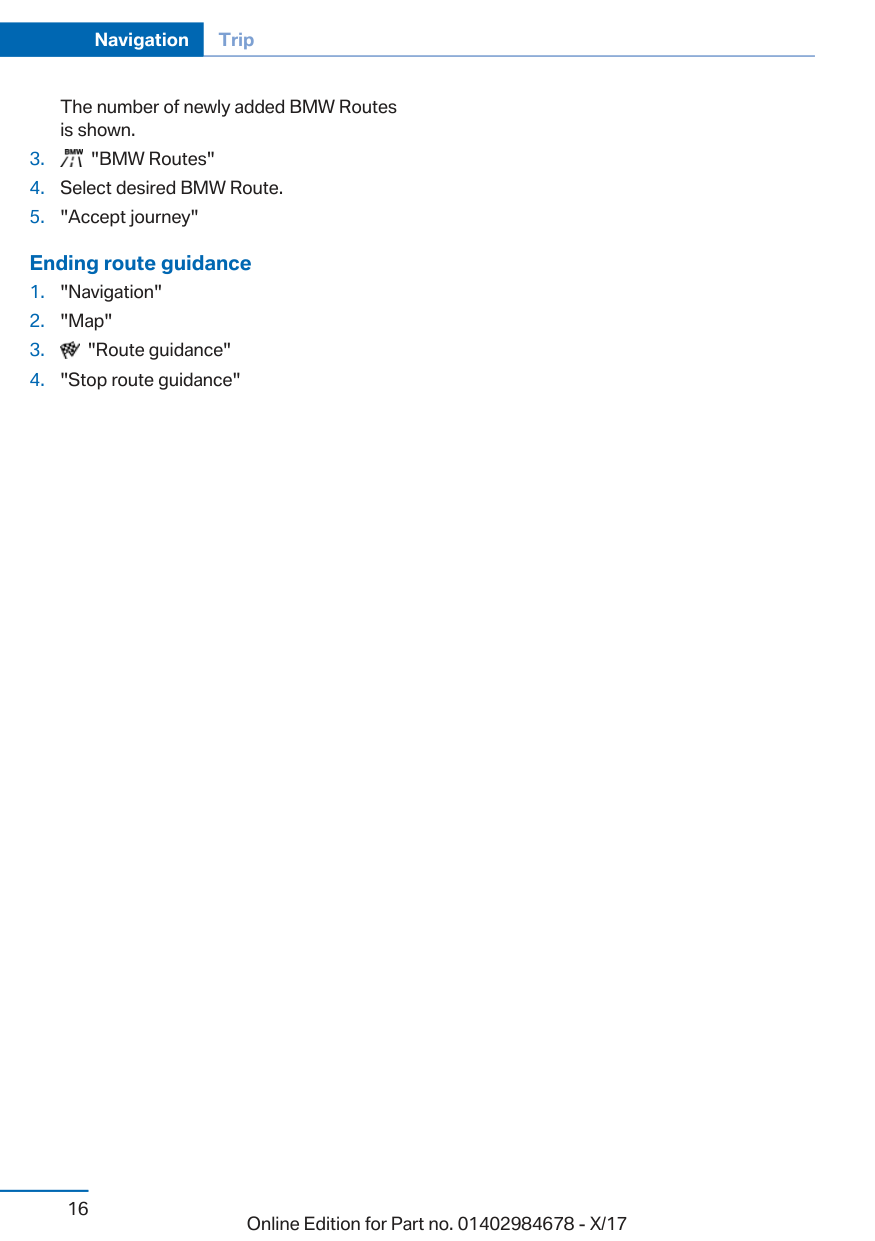 Navigation Trip
The number of newly added BMW Routes
is shown.
3. BMW "BMW Routes"
4. Select desired BMW Route.
5. "Accept journey"
Ending route guidance
1. "Navigation"
2. "Map"
3. "Route guidance"
4. "Stop route guidance"
16
Online Edition for Part no. 01402984678 - X/17